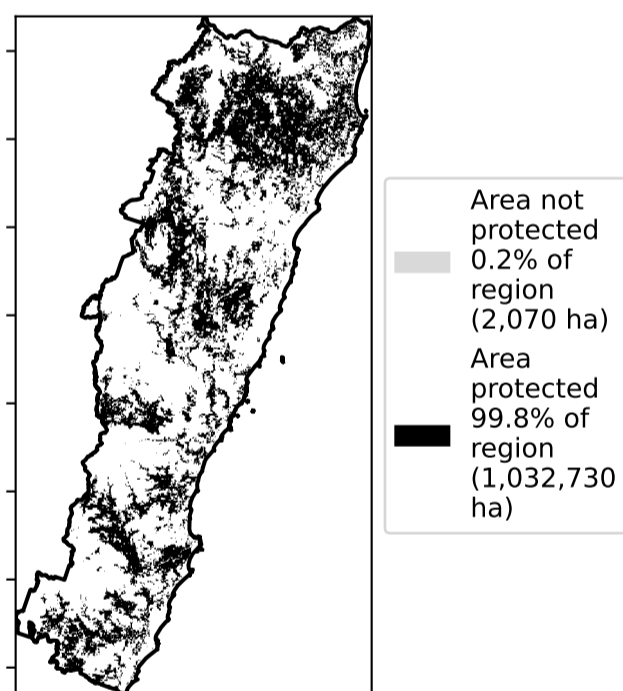 Area not
protected
0.2% of
region
(2,070 ha)
Area
protected
99.8% of
region
(1,032,730
ha)